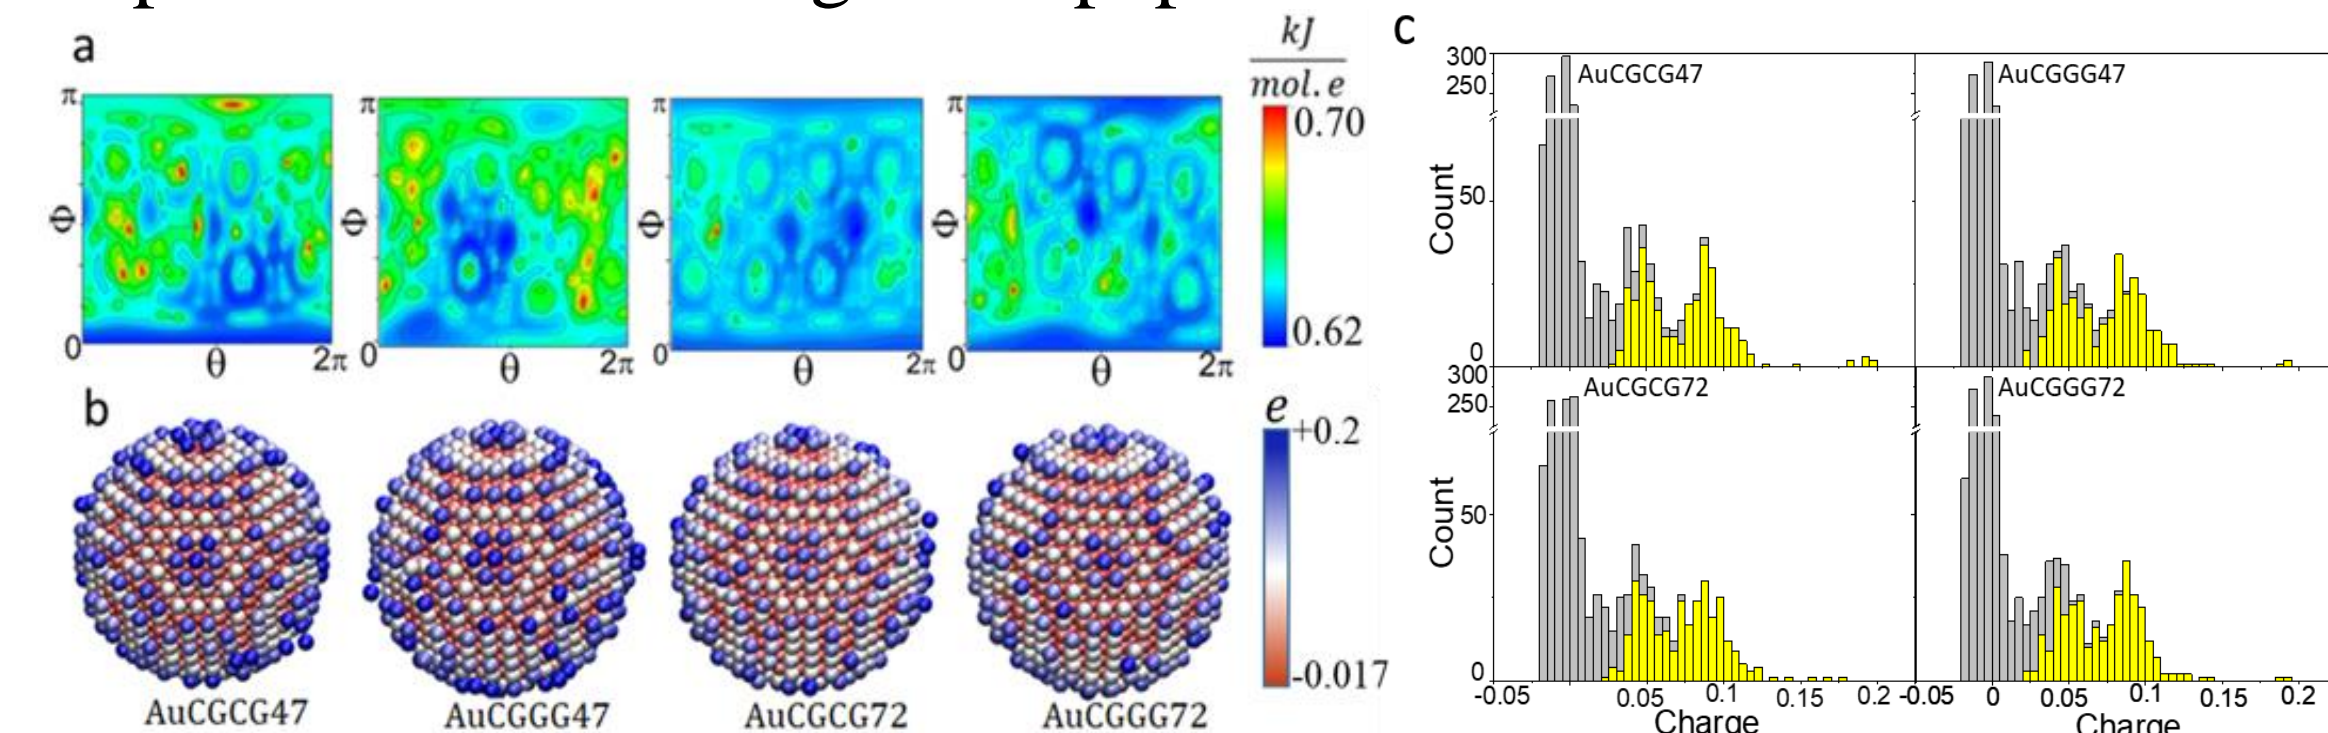 a
kJ
mol.e
0.70
0.62
π
Φ
0
θ
2π
π
Φ
0
θ
2π
π
Φ
0
θ
2π
π
Φ
0
θ
2π
b
e
+0.2
-0.017
AuCGCG47
AuCGGG47
AuCGCG72
AuCGGG72
c
300
250
50
0
Count
AuCGCG47
AuCGGG47
300
250
50
0
Count
AuCGCG72
AuCGGG72
-0.05
0.05
0.1
0.15
0.2
-0.05
0
0.05
0.1
0.15
0.2
Charge
Charge